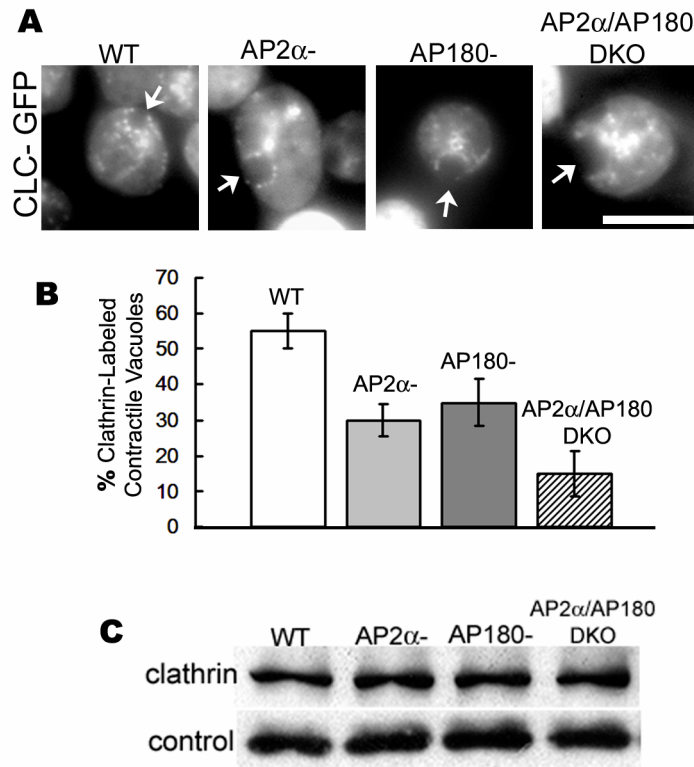 A
WT
AP2α-
AP180-
AP2α/AP180
DKO
CLC- GFP
B
% Clathrin-Labeled
Contractile Vacuoles
70
60
50
40
30
20
10
0
WT
AP2α-
AP180-
AP2α/AP180
DKO
C
WT
AP2α-
AP180-
AP2α/AP180
DKO
clathrin
control